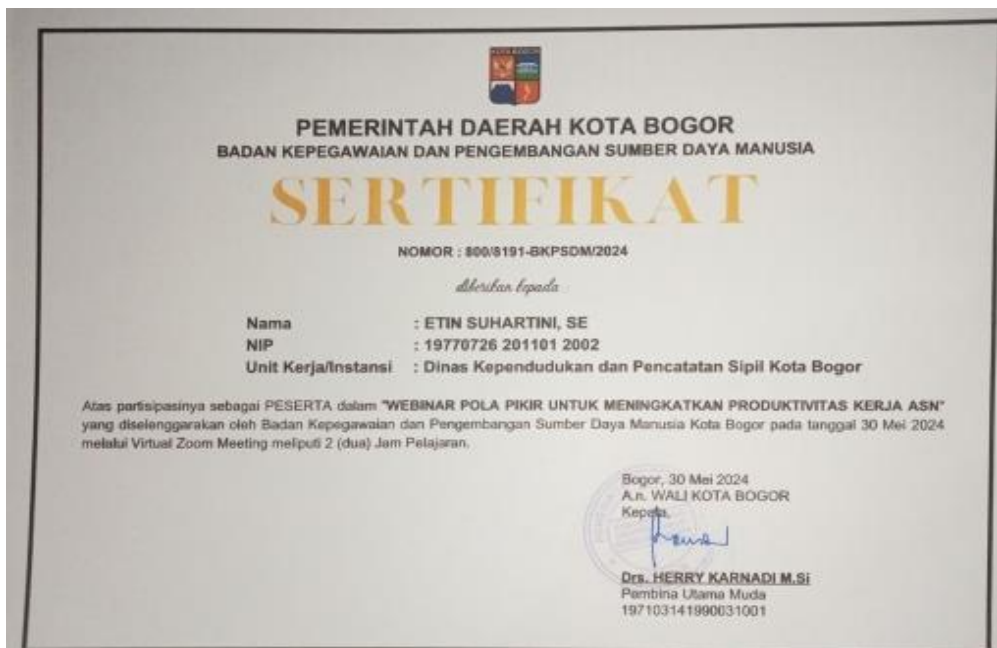 KOTA BOGOR
PEMERINTAH DAERAH KOTA BOGOR
BADAN KEPEGAWAIAN DAN PENGEMBANGAN SUMBER DAYA MANUSIA
SERTIFIKAT
NOMOR : 800/8191-BKPSDM/2024
diberikan kepada
Nama : ETIN SUHARTINI, SE
NIP : 19770726 201101 2002
Unit Kerja/Instansi : Dinas Kependudukan dan Pencatatan Sipil Kota Bogor
Atas partisipasinya sebagai PESERTA dalam "WEBINAR POLA PIKIR UNTUK MENINGKATKAN PRODUKTIVITAS KERJA ASN"
yang diselenggarakan oleh Badan Kepegawaian dan Pengembangan Sumber Daya Manusia Kota Bogor pada tanggal 30 Mei 2024
melalui Virtual Zoom Meeting meliputi 2 (dua) Jam Pelajaran.
Bogor, 30 Mei 2024
A.n. WALI KOTA BOGOR
Kepala,
Drs. HERRY KARNADI M.Si
Pembina Utama Muda
197103141990031001